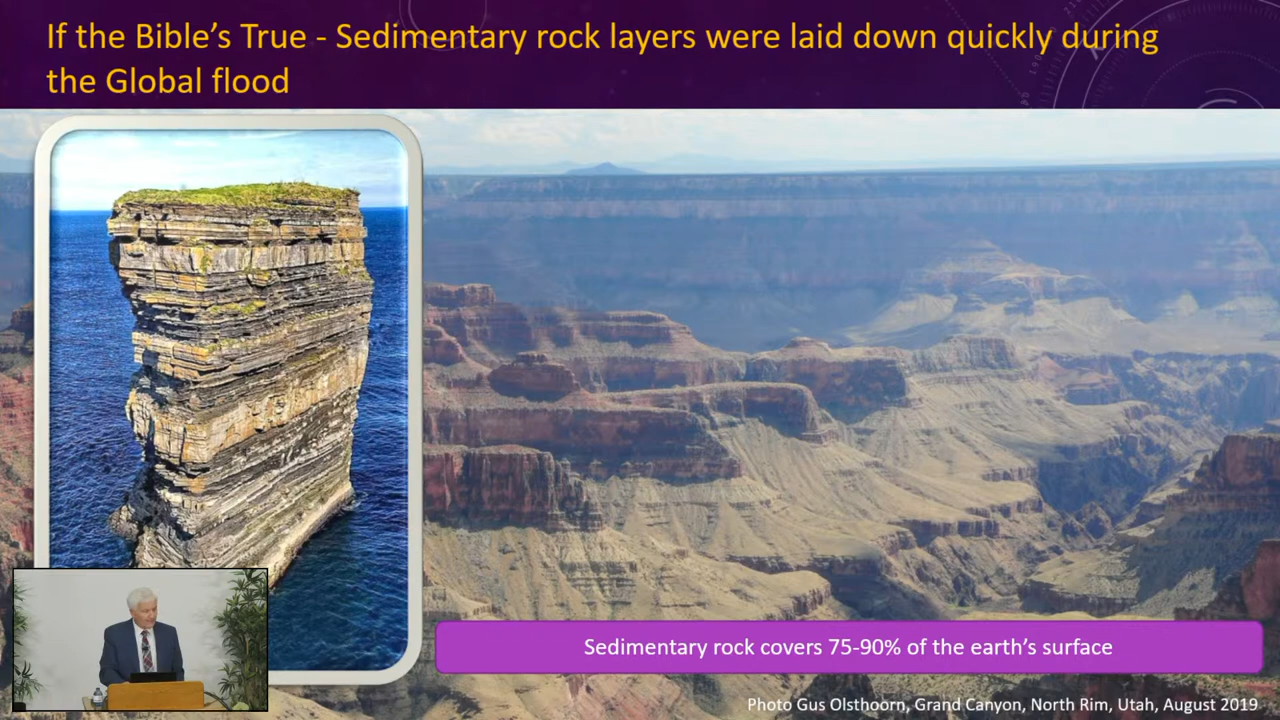 If the Bible's True - Sedimentary rock layers were laid down quickly during
the Global flood
Sedimentary rock covers 75-90% of the earth's surface
Photo Gus Olsthoorn, Grand Canyon, North Rim, Utah, August 2019